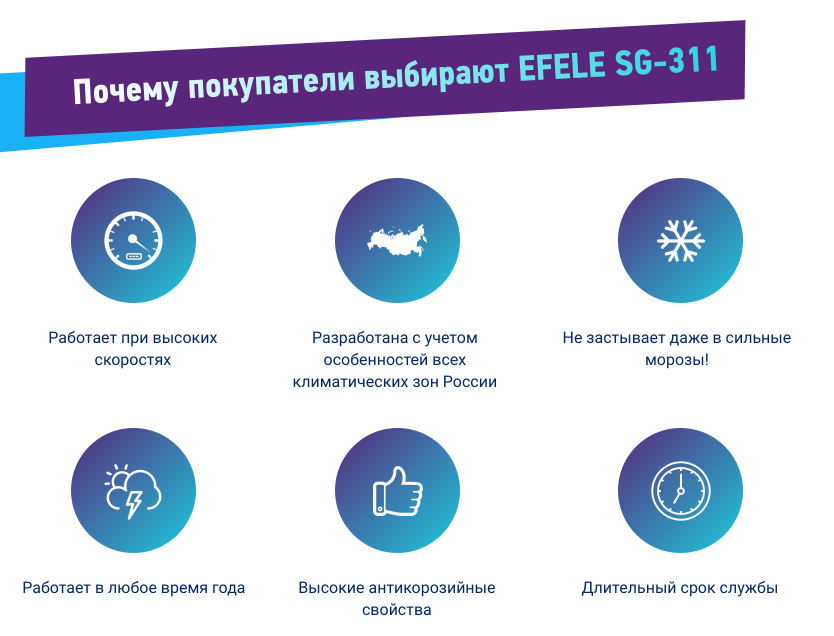 Почему покупатели выбирают EFELE SG-311
Работает при высоких
скоростях
Разработана с учетом
особенностей всех
климатических зон России
Не застывает даже в сильные
морозы!
Работает в любое время года
Высокие антикорозийные
свойства
Длительный срок службы